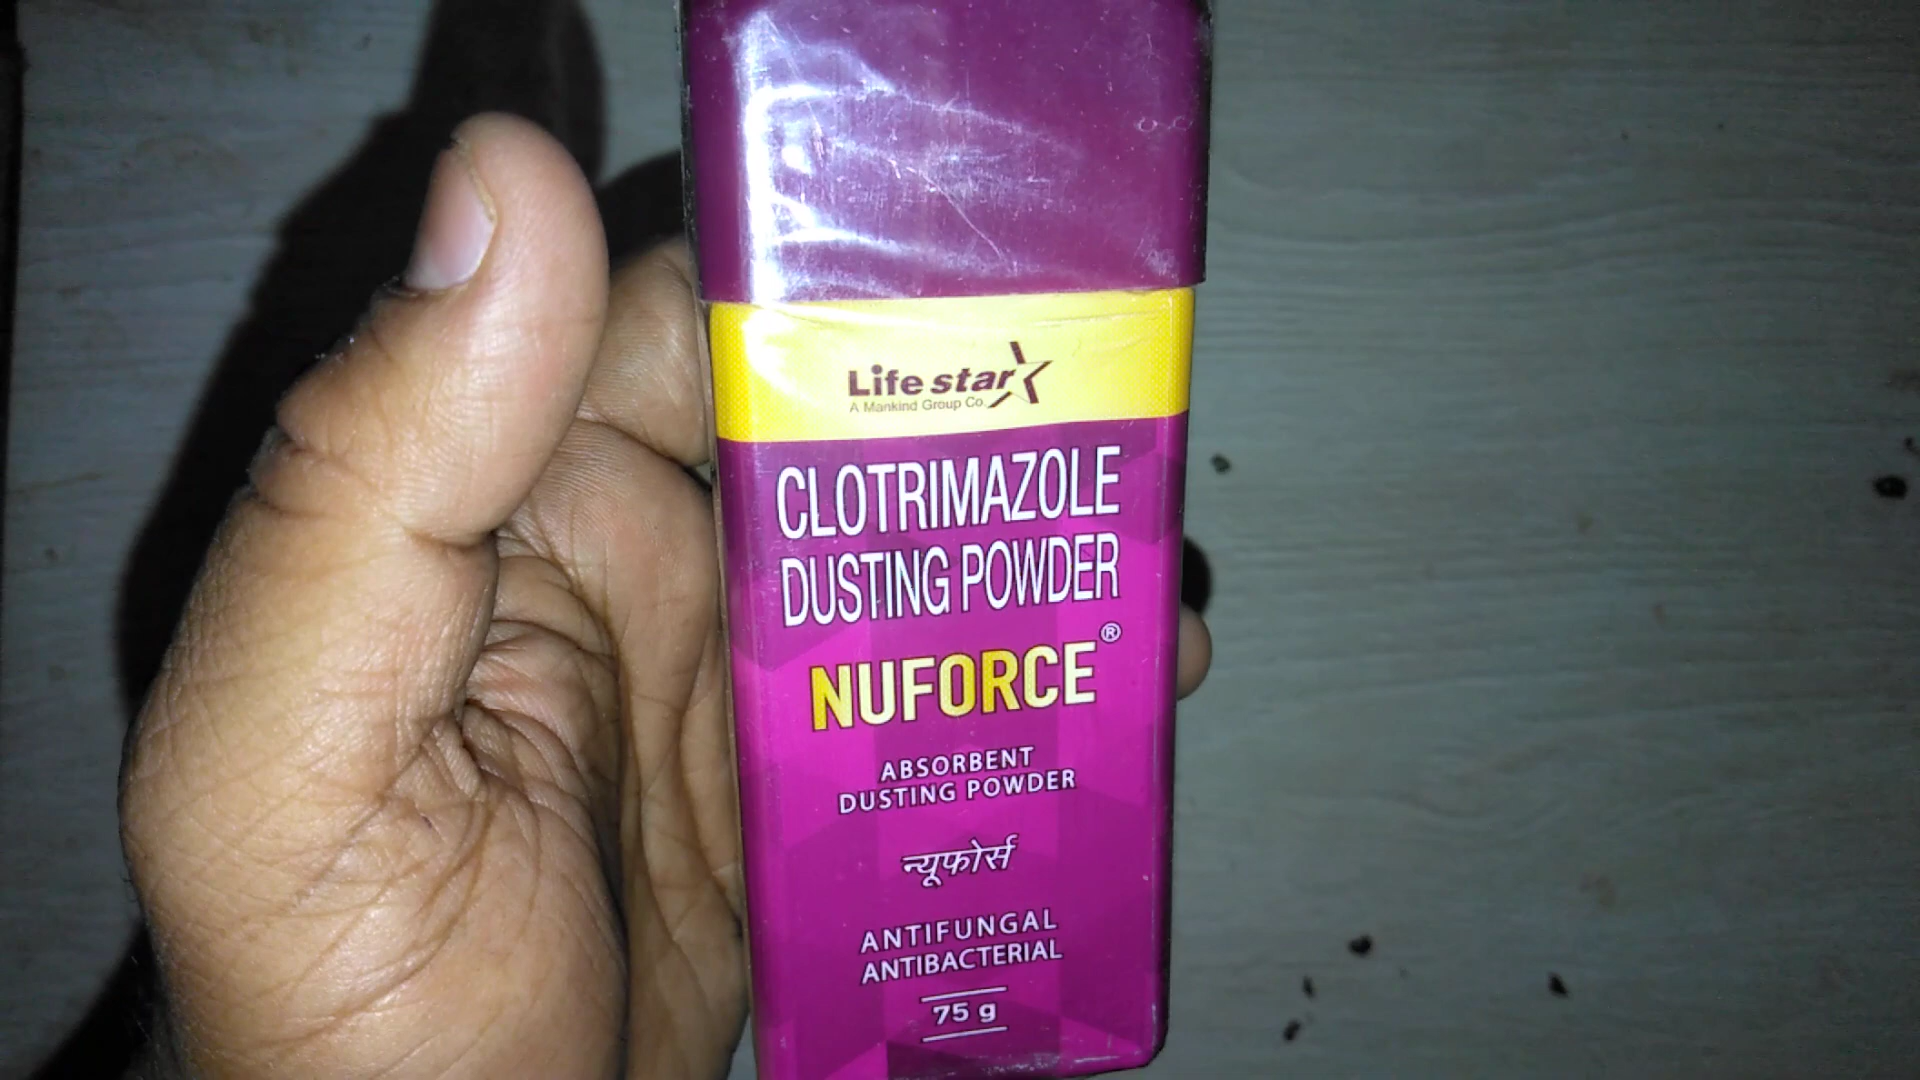 Life star
A Mankind Group Co.
CLOTRIMAZOLE
DUSTING POWDER
NUFORCE®
ABSORBENT
DUSTING POWDER
न्यूफोर्स
ANTIFUNGAL
ANTIBACTERIAL
75 g